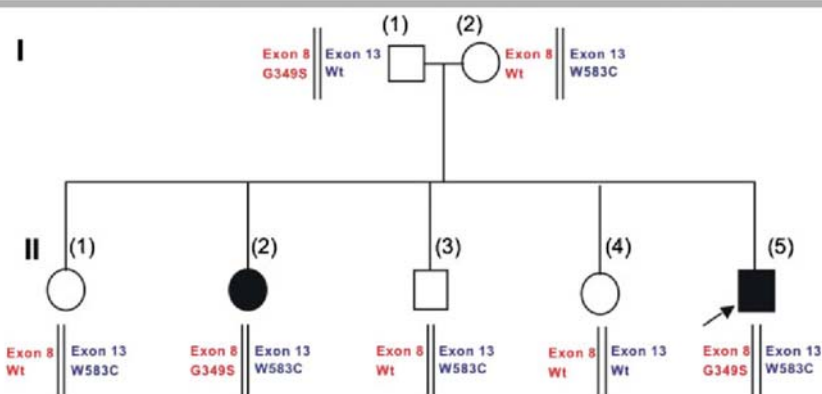 I
(1)
(2)
Exon 8
G349S
Exon 13
Wt
Exon 8
Wt
Exon 13
W583C
II
(1)
(2)
(3)
(4)
(5)
Exon 8
Wt
Exon 13
W583C
Exon 8
G349S
Exon 13
W583C
Exon 8
Wt
Exon 13
W583C
Exon 8
Wt
Exon 13
Wt
Exon 8
G349S
Exon 13
W583C